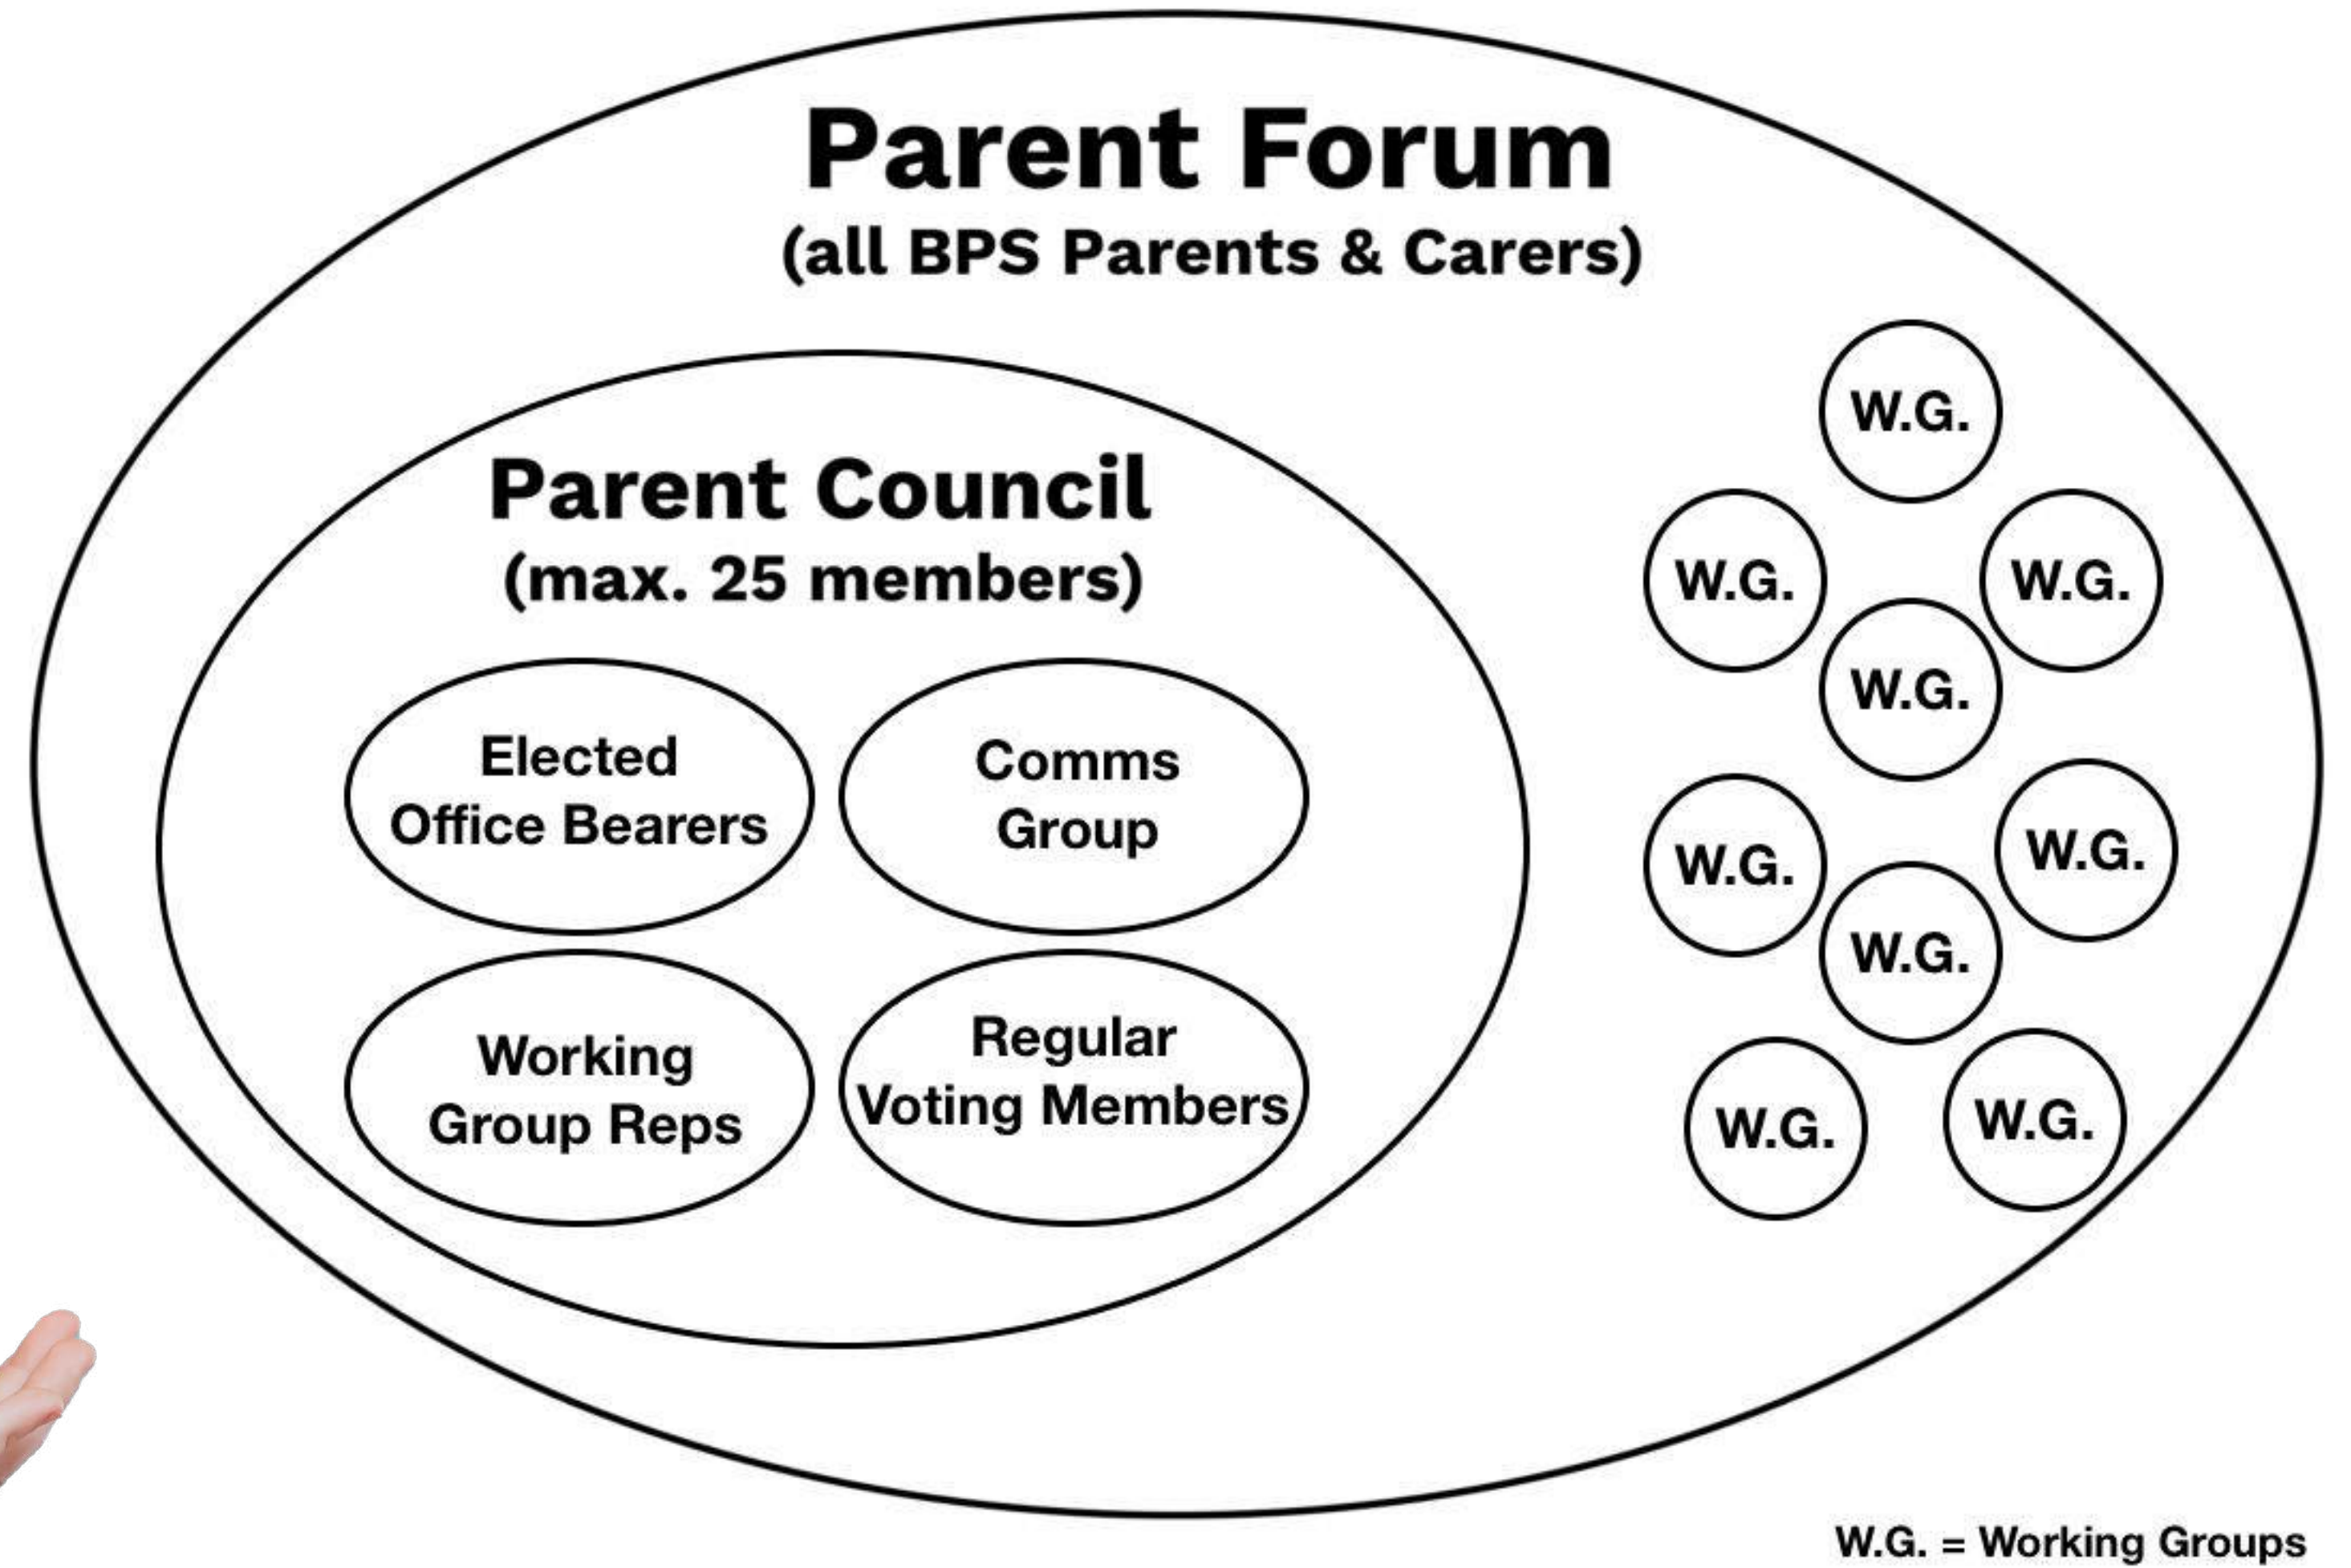 Parent Forum
(all BPS Parents & Carers)
Parent Council
(max. 25 members)
Elected
Office Bearers
Comms
Group
Working
Group Reps
Regular
Voting Members
W.G.
W.G.
W.G.
W.G.
W.G.
W.G.
W.G.
W.G.
W.G.
W.G. = Working Groups